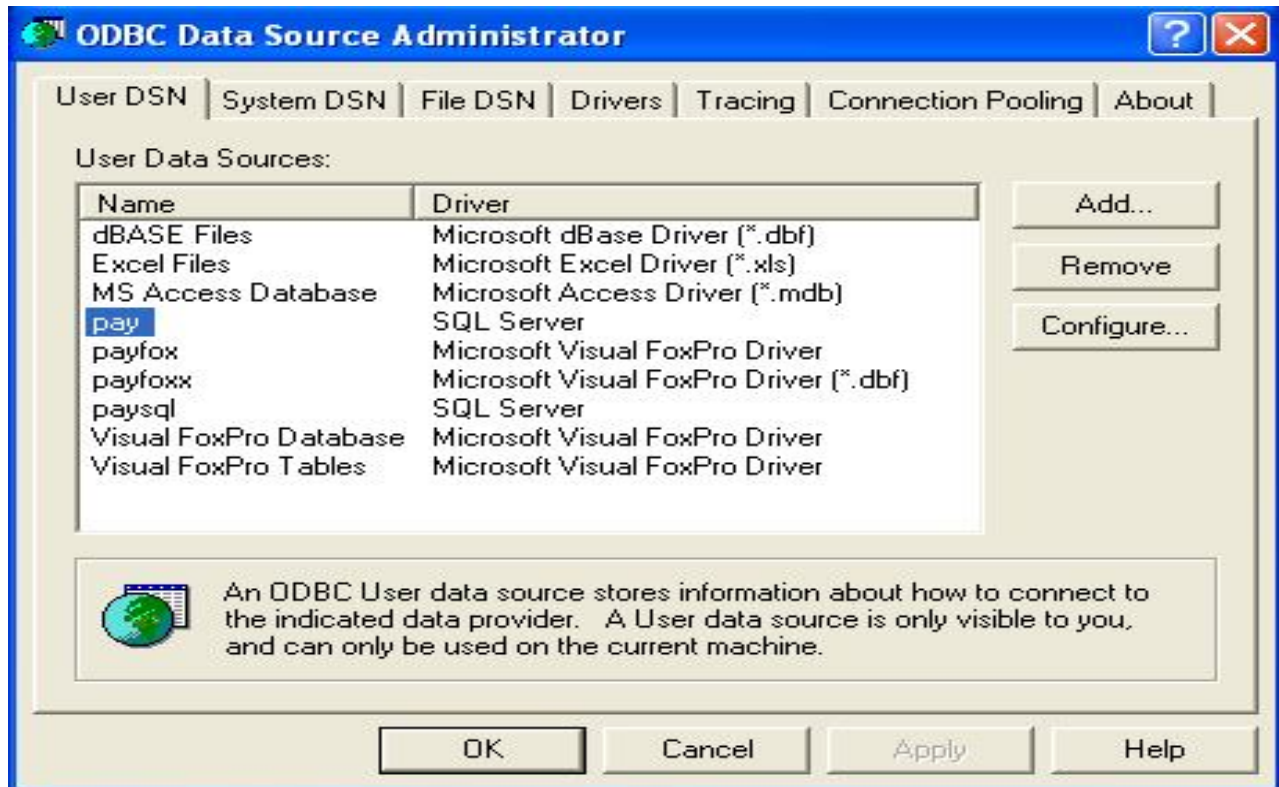 ODBC Data Source Administrator
User DSN System DSN File DSN Drivers Tracing Connection Pooling About
User Data Sources:
Name Driver
dBASE Files Microsoft dBase Driver (*.dbf)
Excel Files Microsoft Excel Driver (*.xls)
MS Access Database Microsoft Access Driver (*.mdb)
pay SQL Server
payfox Microsoft Visual FoxPro Driver
payfoxx Microsoft Visual FoxPro Driver (*.dbf)
paysql SQL Server
Visual FoxPro Database Microsoft Visual FoxPro Driver
Visual FoxPro Tables Microsoft Visual FoxPro Driver
Add...
Remove
Configure...
An ODBC User data source stores information about how to connect to
the indicated data provider. A User data source is only visible to you,
and can only be used on the current machine.
OK Cancel Apply Help